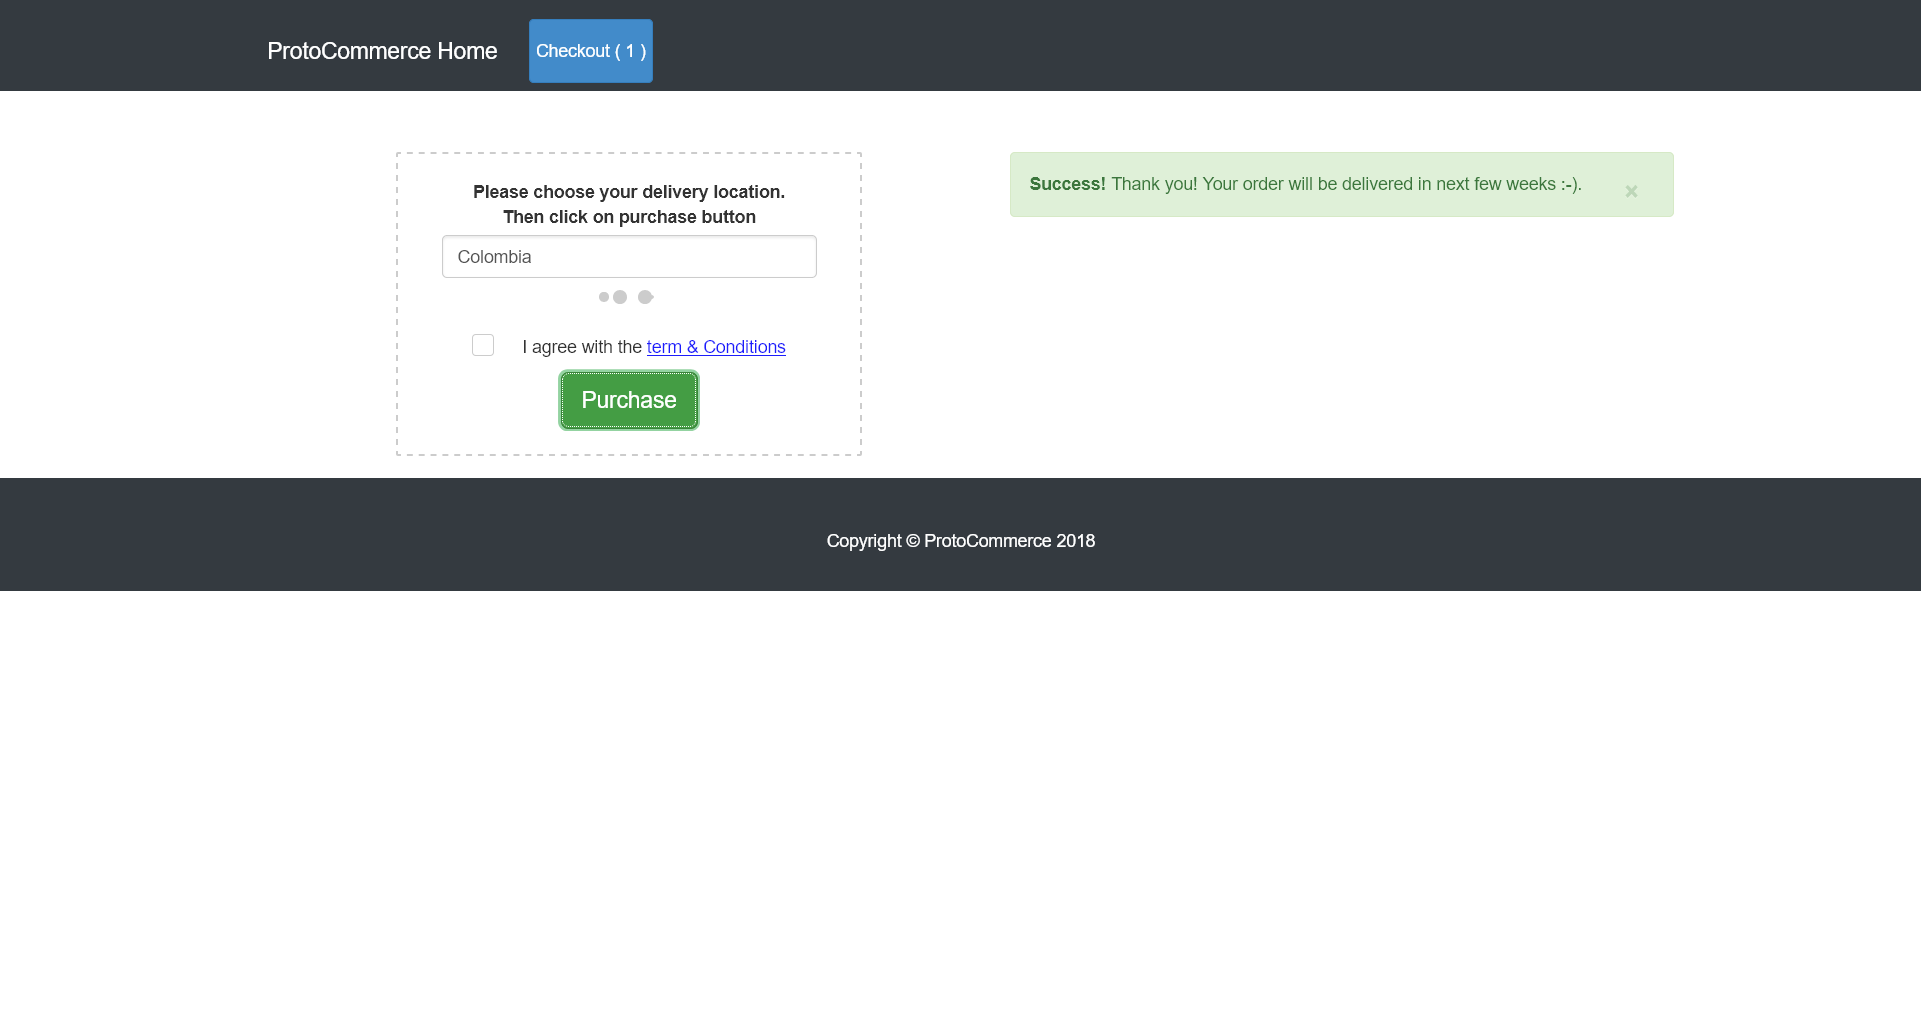 ProtoCommerce Home
Checkout ( 1 )
Please choose your delivery location.
Then click on purchase button
Colombia
I agree with the term & Conditions
Purchase
Success! Thank you! Your order will be delivered in next few weeks :-).
×
Copyright © ProtoCommerce 2018